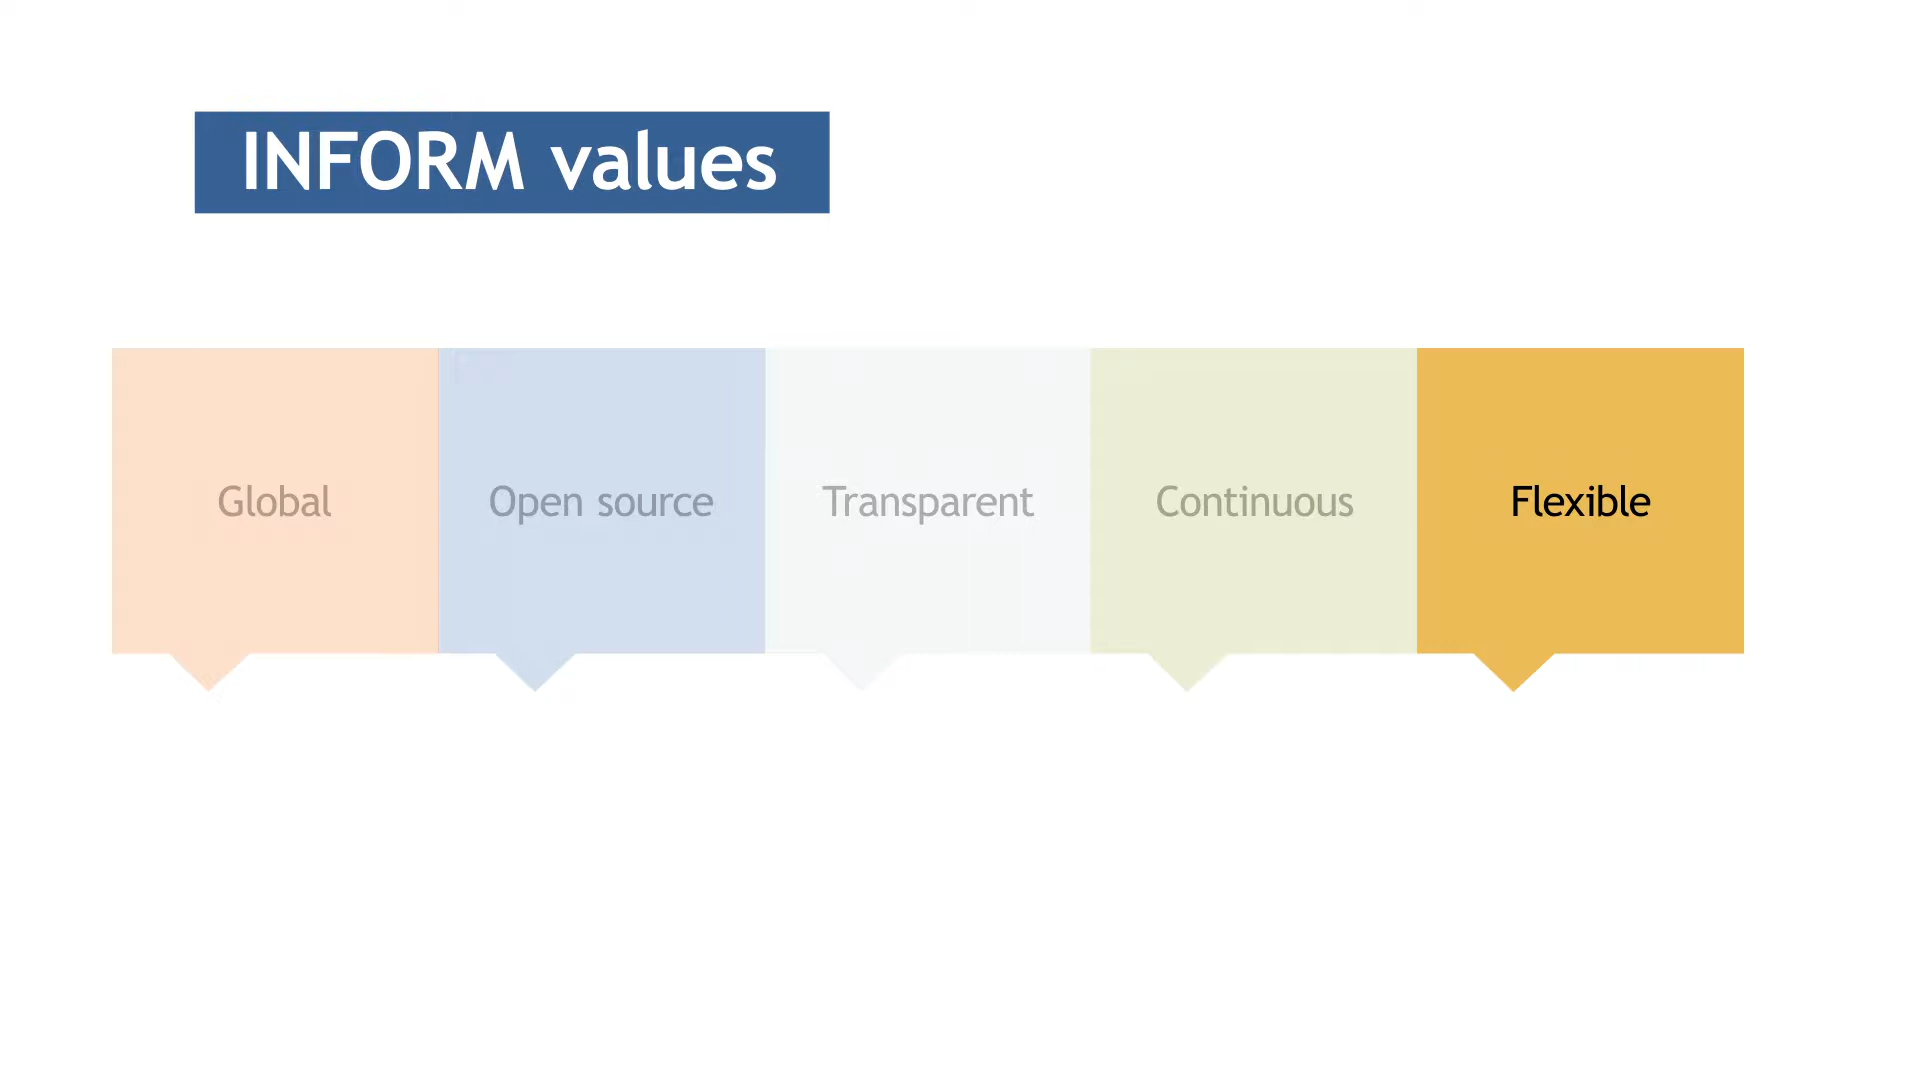 INFORM values
Global
Open source
Transparent
Continuous
Flexible